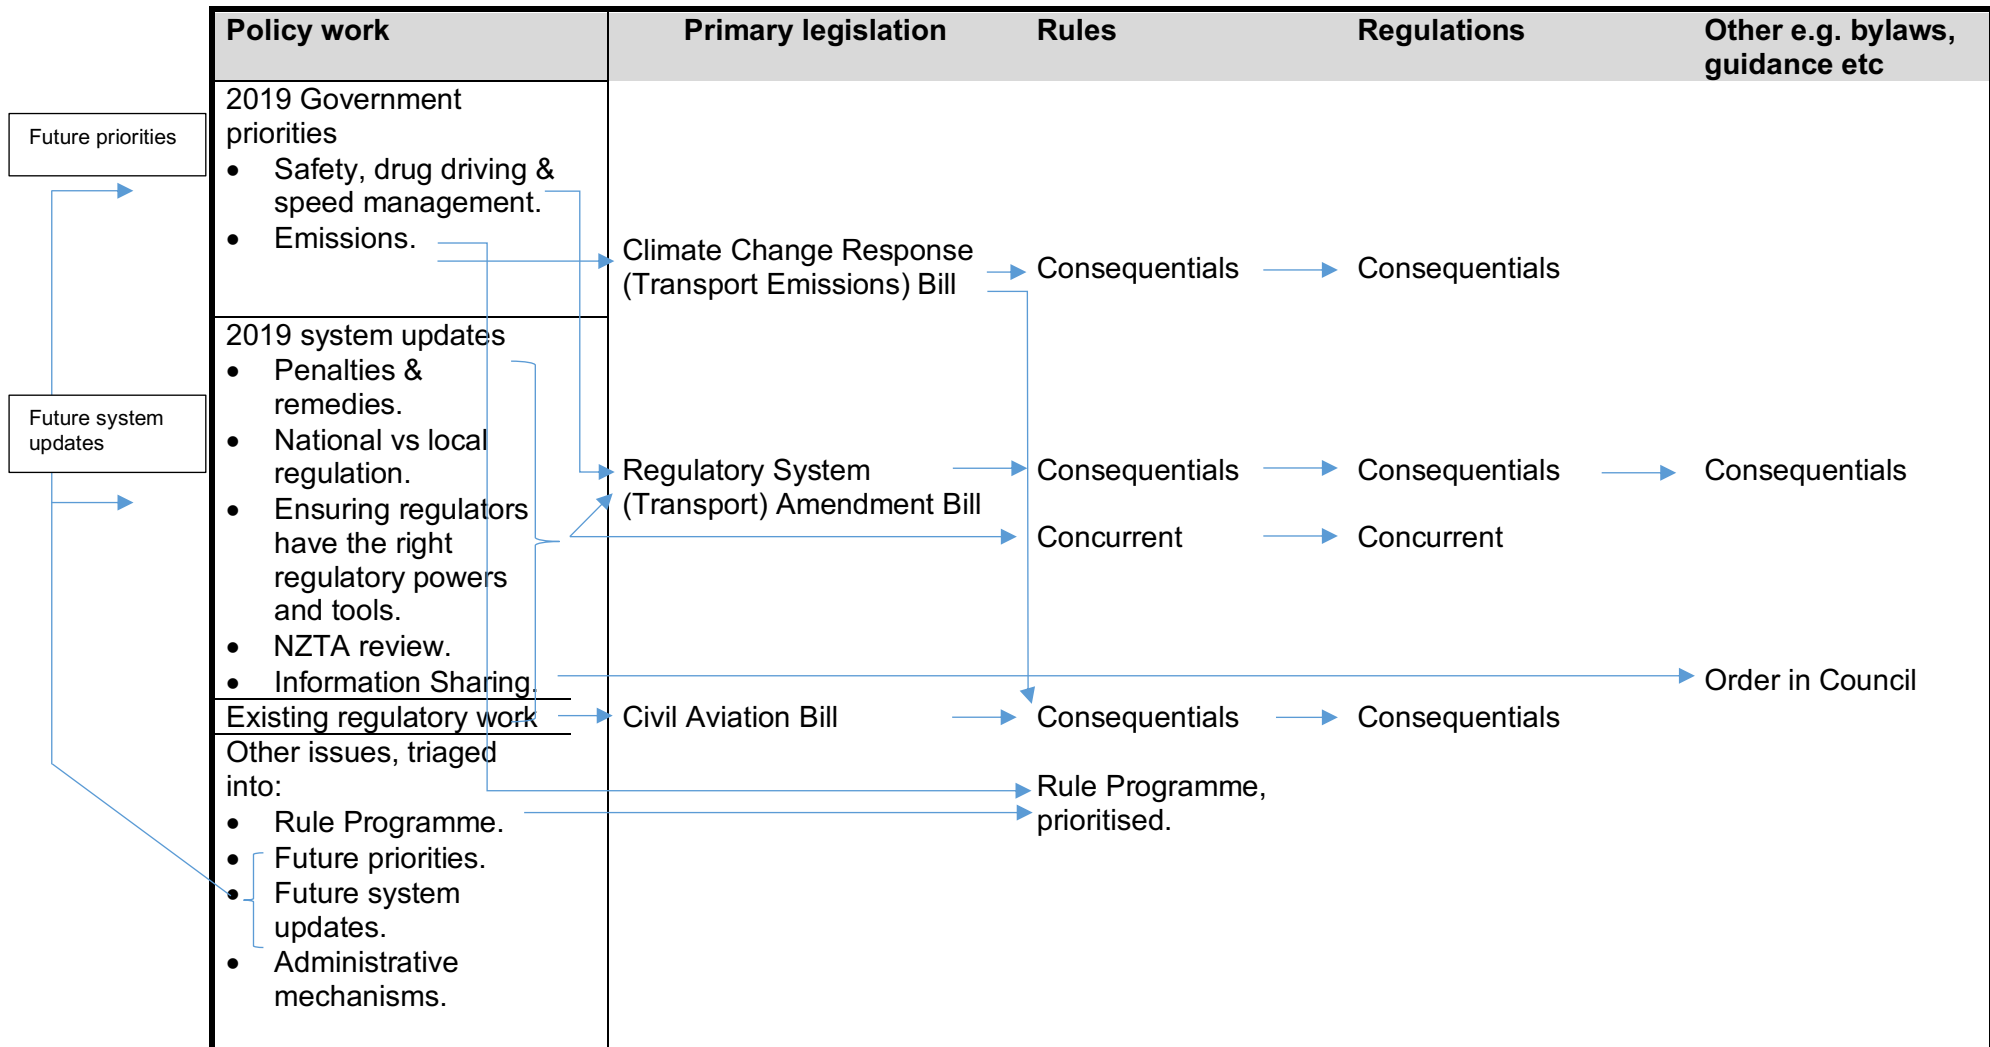 Policy work
Primary legislation
Rules
Regulations
Other e.g. bylaws,
guidance etc
Future priorities
Future system
updates
2019 Government
priorities
• Safety, drug driving &
speed management.
• Emissions.
2019 system updates
• Penalties &
remedies.
• National vs local
regulation.
• Ensuring regulators
have the right
regulatory powers
and tools.
• NZTA review.
• Information Sharing.
Existing regulatory work
Other issues, triaged
into:
• Rule Programme.
• Future priorities.
• Future system
updates.
• Administrative
mechanisms.
Climate Change Response
(Transport Emissions) Bill
Consequentials
Consequentials
Regulatory System
(Transport) Amendment Bill
Consequentials
Consequentials
Consequentials
Concurrent
Concurrent
Order in Council
Civil Aviation Bill
Consequentials
Consequentials
Rule Programme,
prioritised.